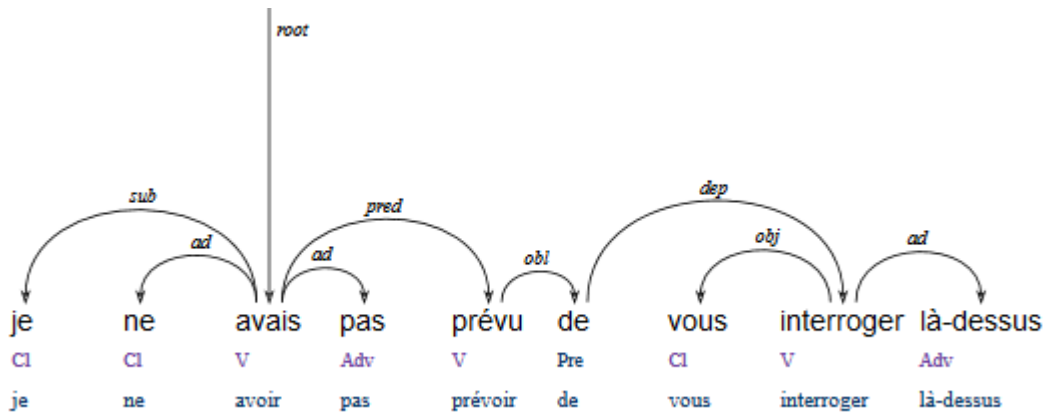 root
sub
pred
dep
ad
ad
obl
obj
ad
je ne avais pas prévu de vous interroger là-dessus
Cl Cl V Adv V Pre Cl V Adv
je ne avoir pas prévoir de vous interroger là-dessus